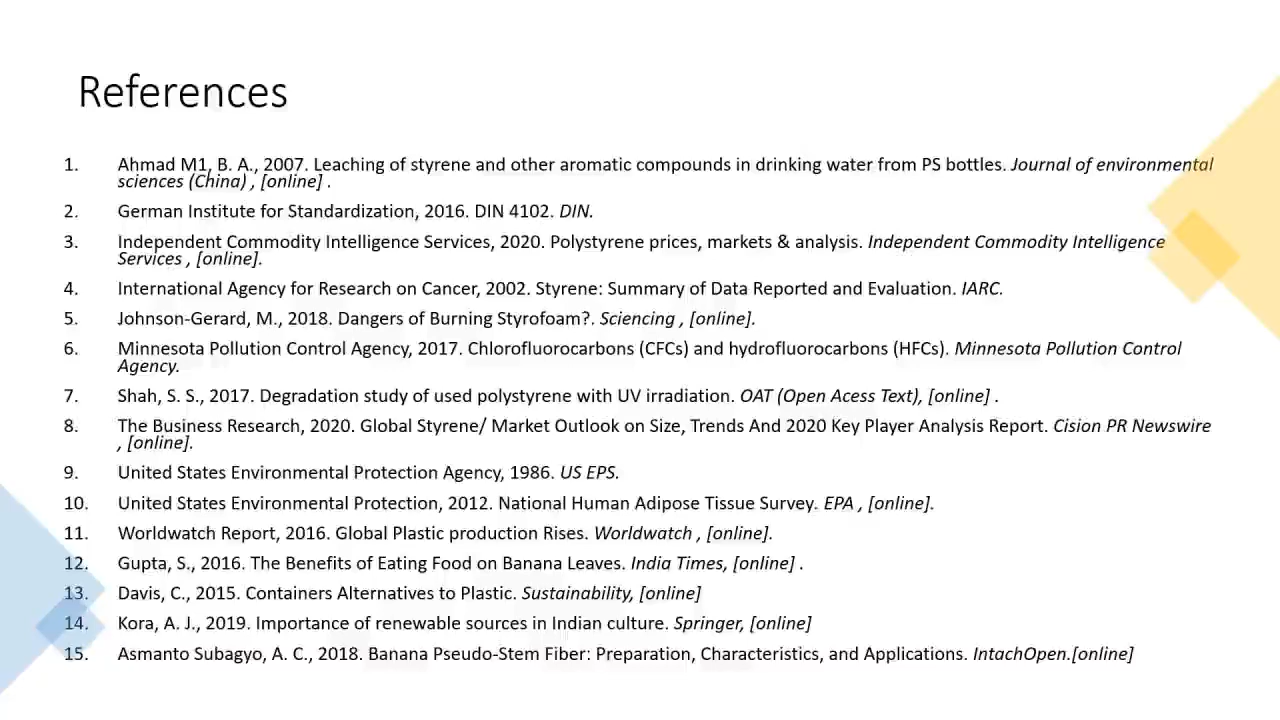 References
1. Ahmad M1, B. A., 2007. Leaching of styrene and other aromatic compounds in drinking water from PS bottles. Journal of environmental
sciences (China) , [online] .
2. German Institute for Standardization, 2016. DIN 4102. DIN.
3. Independent Commodity Intelligence Services, 2020. Polystyrene prices, markets & analysis. Independent Commodity Intelligence
Services , [online].
4. International Agency for Research on Cancer, 2002. Styrene: Summary of Data Reported and Evaluation. IARC.
5. Johnson-Gerard, M., 2018. Dangers of Burning Styrofoam?. Sciencing , [online].
6. Minnesota Pollution Control Agency, 2017. Chlorofluorocarbons (CFCs) and hydrofluorocarbons (HFCs). Minnesota Pollution Control
Agency.
7. Shah, S. S., 2017. Degradation study of used polystyrene with UV irradiation. OAT (Open Acess Text), [online] .
8. The Business Research, 2020. Global Styrene/ Market Outlook on Size, Trends And 2020 Key Player Analysis Report. Cision PR Newswire
, [online].
9. United States Environmental Protection Agency, 1986. US EPS.
10. United States Environmental Protection, 2012. National Human Adipose Tissue Survey. EPA , [online].
11. Worldwatch Report, 2016. Global Plastic production Rises. Worldwatch , [online].
12. Gupta, S., 2016. The Benefits of Eating Food on Banana Leaves. India Times, [online] .
13. Davis, C., 2015. Containers Alternatives to Plastic. Sustainability, [online]
14. Kora, A. J., 2019. Importance of renewable sources in Indian culture. Springer, [online]
15. Asmanto Subagyo, A. C., 2018. Banana Pseudo-Stem Fiber: Preparation, Characteristics, and Applications. IntachOpen.[online]